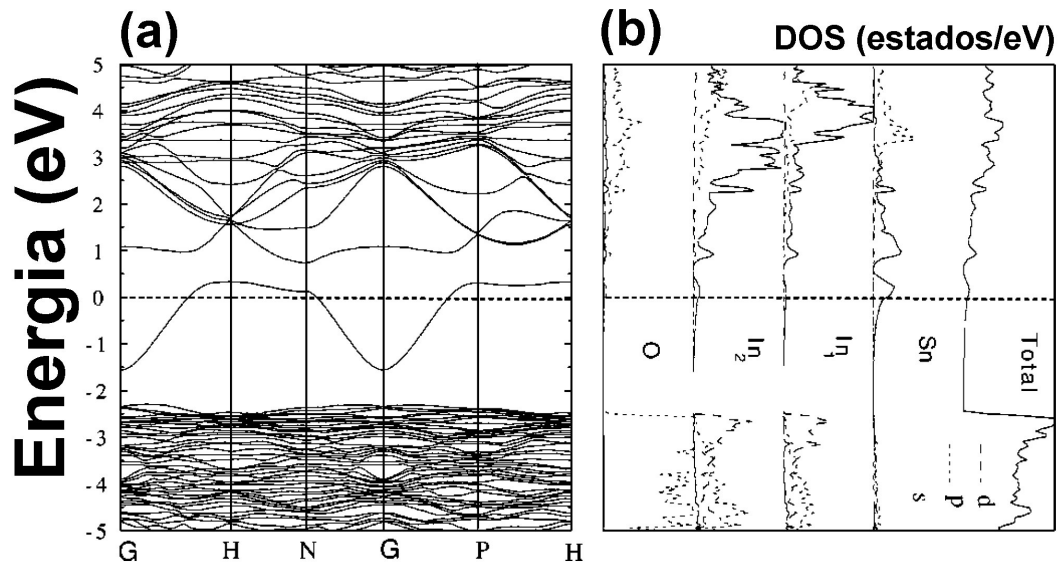 (a)
(b)
DOS (estados/eV)
Energia (eV)
5
4
3
2
1
0
-1
-2
-3
-4
-5
G H N G P H
O
In2
In1
Sn
Total
d
p
s